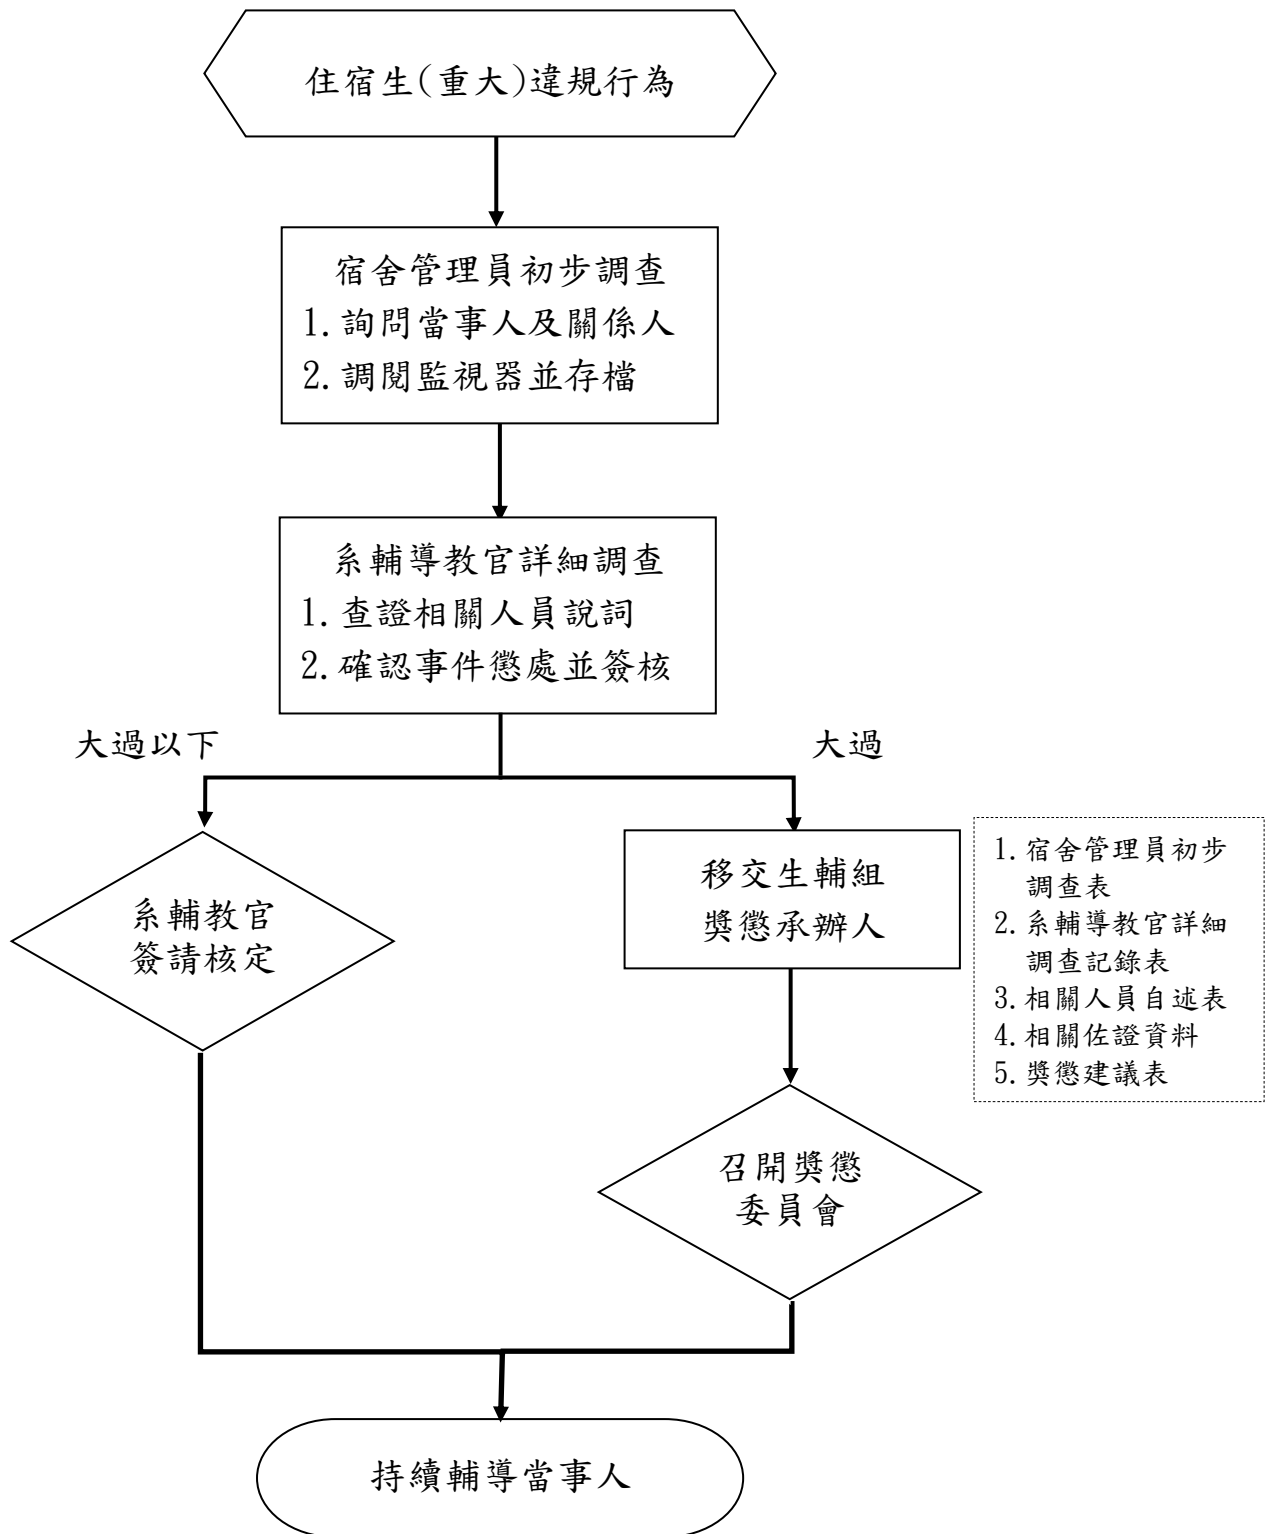 住宿生(重大)違規行為
宿舍管理員初步調查
1.詢問當事人及關係人
2.調閱監視器並存檔
系輔導教官詳細調查
1.查證相關人員說詞
2.確認事件懲處並簽核
大過以下
大過
系輔教官
簽請核定
移交生輔組
獎懲承辦人
1.宿舍管理員初步
調查表
2.系輔導教官詳細
調查記錄表
3.相關人員自述表
4.相關佐證資料
5.獎懲建議表
召開獎懲
委員會
持續輔導當事人